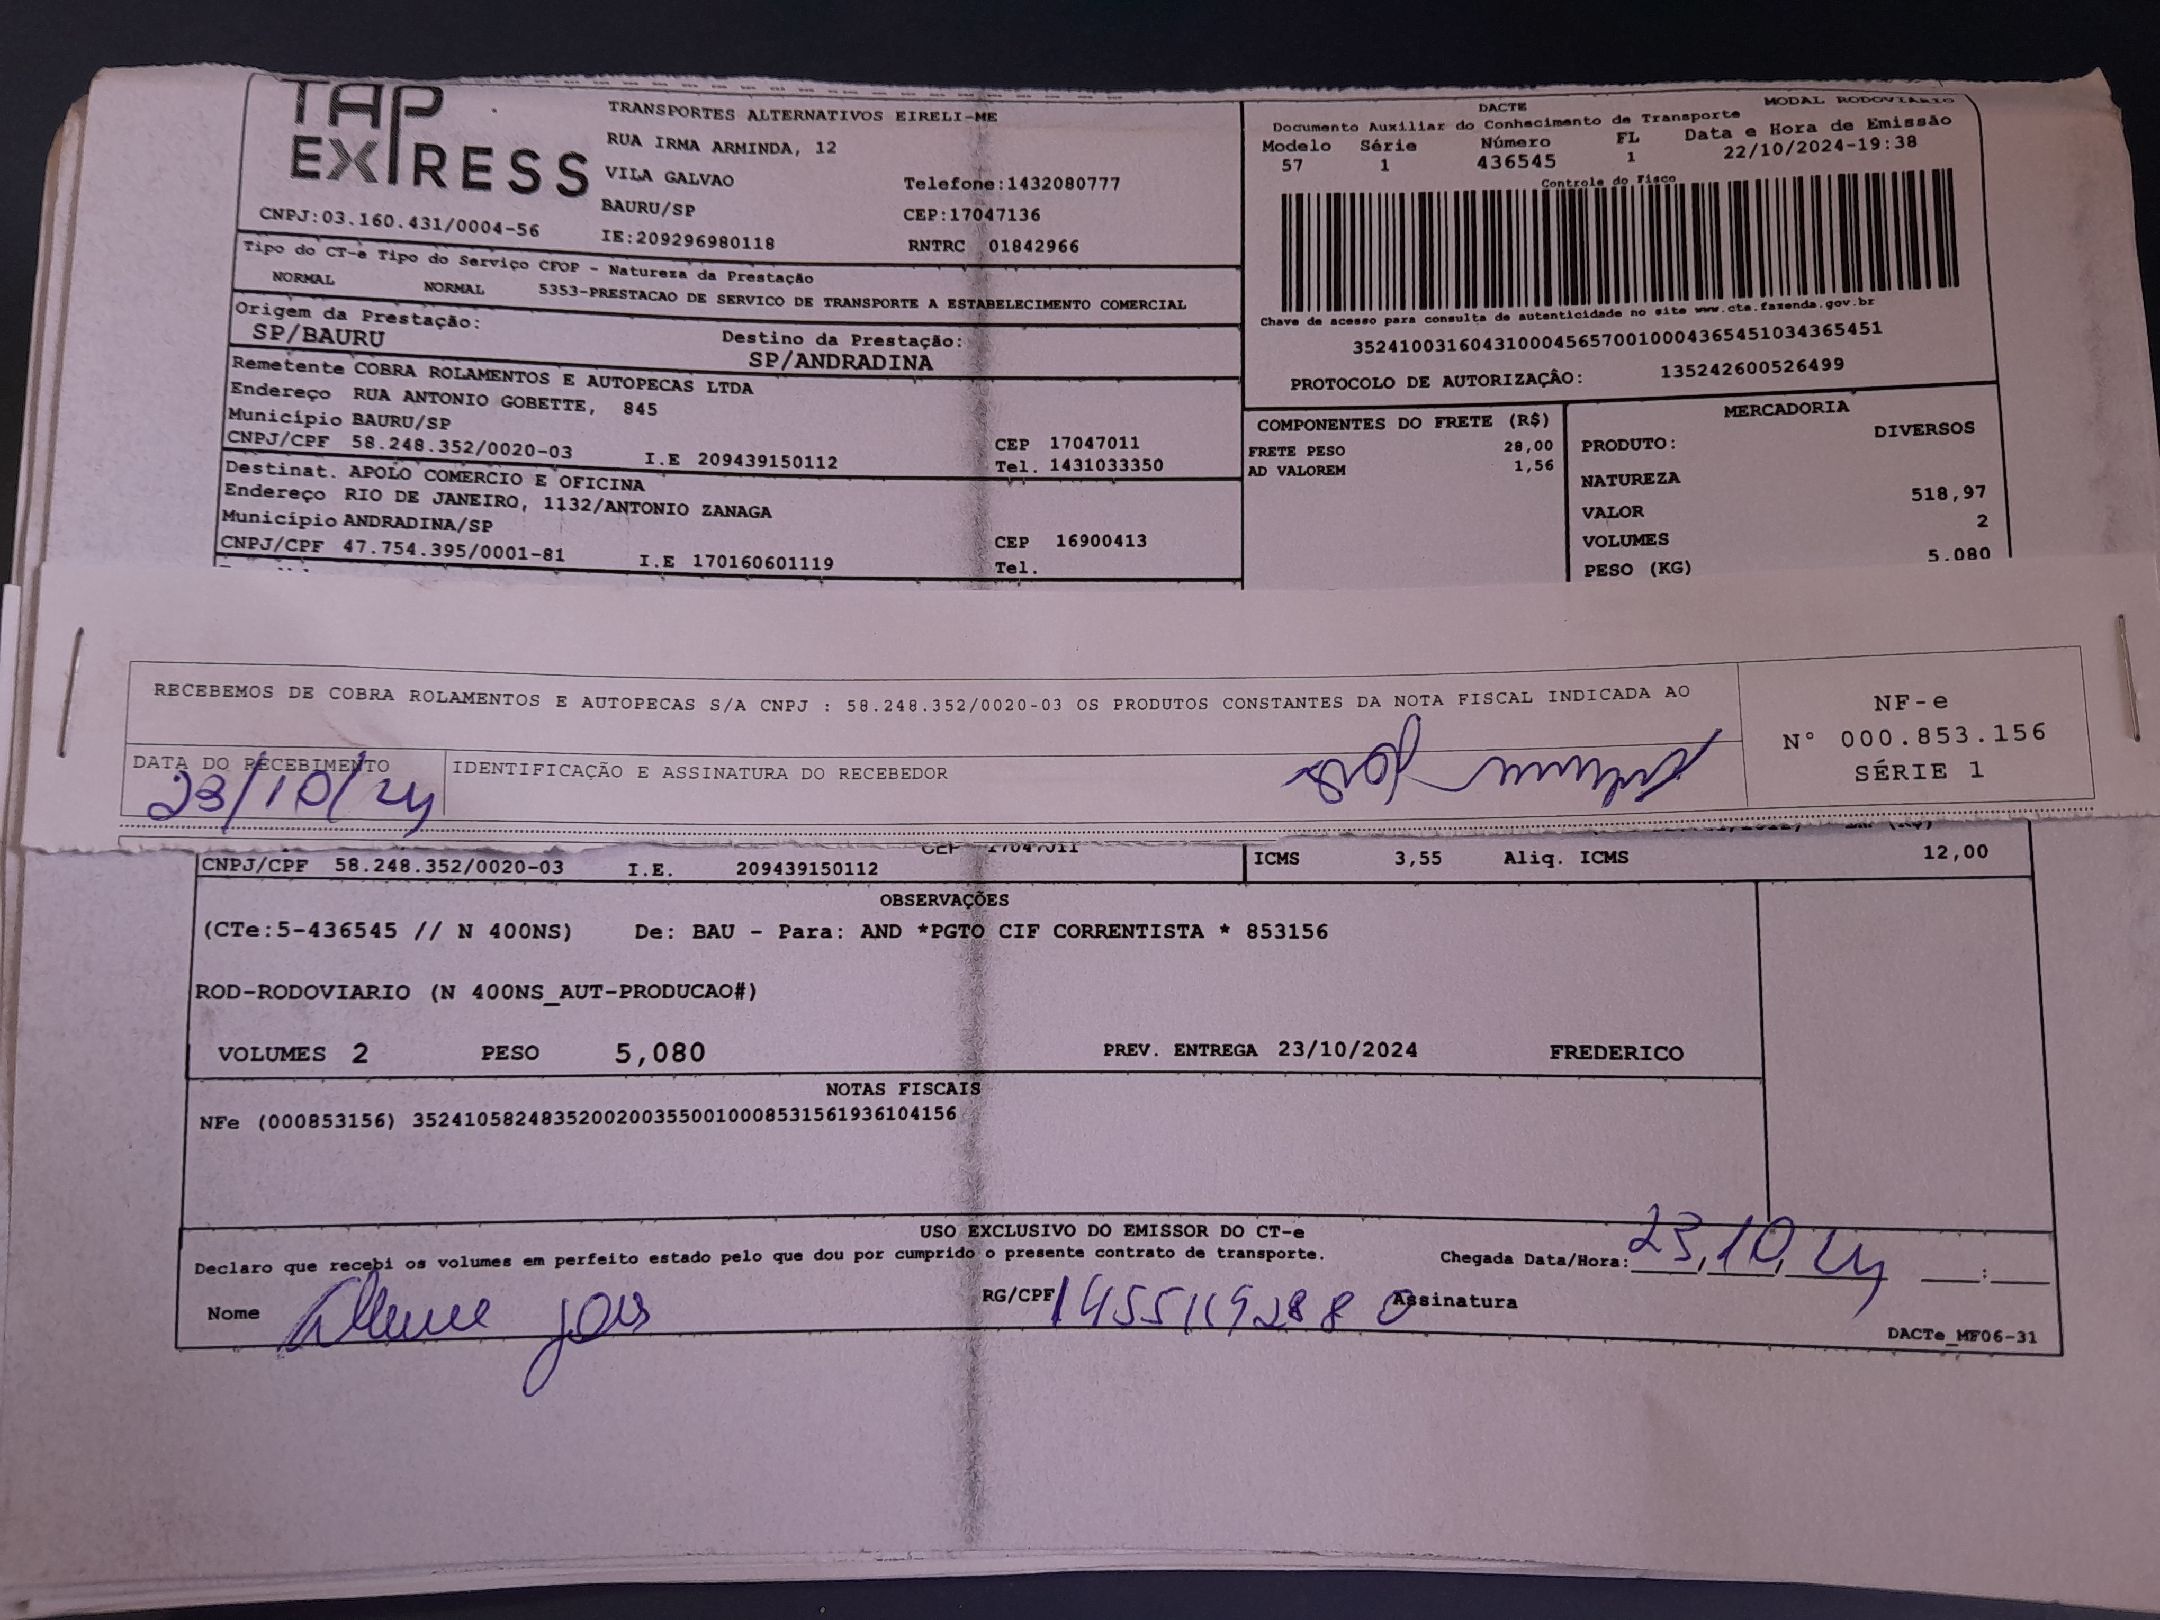 TAP EXPRESS
TRANSPORTES ALTERNATIVOS EIRELI-ME
RUA IRMA ARMINDA, 12
VILA GALVAO Telefone:1432080777
BAURU/SP CEP:17047136
CNPJ:03.160.431/0004-56 IE:209296980118 RNTRC 01842966
DACTE MODAL RODOVIARIO
Documento Auxiliar do Conhecimento de Transporte
Modelo Série Número FL Data e Hora de Emissão
57 1 436545 1 22/10/2024-19:38
Controle do Fisco
Chave de acesso para consulta de autenticidade no site www.cte.fazenda.gov.br
35241003160431000456570010004365451034365451
PROTOCOLO DE AUTORIZAÇÃO: 135242600526499
Tipo do CT-e Tipo do Serviço CFOP - Natureza da Prestação
NORMAL NORMAL 5353-PRESTACAO DE SERVICO DE TRANSPORTE A ESTABELECIMENTO COMERCIAL
Origem da Prestação: Destino da Prestação:
SP/BAURU SP/ANDRADINA
Remetente COBRA ROLAMENTOS E AUTOPECAS LTDA
Endereço RUA ANTONIO GOBETTE, 845
Município BAURU/SP CEP 17047011
CNPJ/CPF 58.248.352/0020-03 I.E 209439150112 Tel. 1431033350
Destinat. APOLO COMERCIO E OFICINA
Endereço RIO DE JANEIRO, 1132/ANTONIO ZANAGA
Município ANDRADINA/SP CEP 16900413
CNPJ/CPF 47.754.395/0001-81 I.E 170160601119 Tel.
COMPONENTES DO FRETE (R$)
FRETE PESO 28,00
AD VALOREM 1,56
MERCADORIA
PRODUTO: DIVERSOS
NATUREZA
VALOR 518,97
VOLUMES 2
PESO (KG) 5.080
RECEBEMOS DE COBRA ROLAMENTOS E AUTOPECAS S/A CNPJ : 58.248.352/0020-03 OS PRODUTOS CONSTANTES DA NOTA FISCAL INDICADA AO
DATA DO RECEBIMENTO IDENTIFICAÇÃO E ASSINATURA DO RECEBEDOR
23/10/24
NF-e
N° 000.853.156
SÉRIE 1
CEP 17047011
CNPJ/CPF 58.248.352/0020-03 I.E. 209439150112
ICMS 3,55 Aliq. ICMS 12,00
OBSERVAÇÕES
(CTe:5-436545 // N 400NS) De: BAU - Para: AND *PGTO CIF CORRENTISTA * 853156
ROD-RODOVIARIO (N 400NS_AUT-PRODUCAO#)
VOLUMES 2 PESO 5,080 PREV. ENTREGA 23/10/2024 FREDERICO
NOTAS FISCAIS
NFe (000853156) 35241058248352002003550010008531561936104156
USO EXCLUSIVO DO EMISSOR DO CT-e
Declaro que recebi os volumes em perfeito estado pelo que dou por cumprido o presente contrato de transporte. Chegada Data/Hora: 23,10,24 :
Nome RG/CPF 14551192880 Assinatura
DACTe_MF06-31